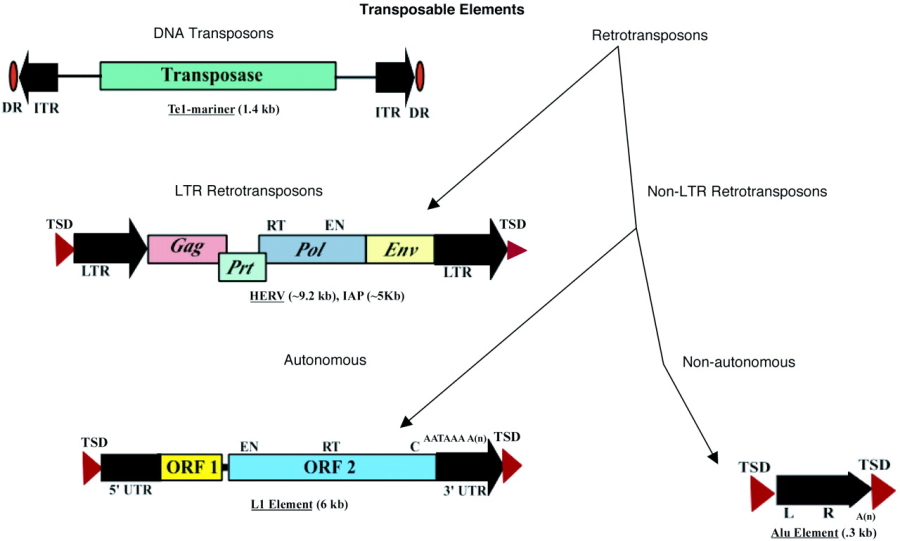 Transposable Elements
DNA Transposons
Retrotransposons
Transposase
DR ITR
ITR DR
Tc1-mariner (1.4 kb)
LTR Retrotransposons
Non-LTR Retrotransposons
TSD
RT EN
TSD
Gag
Prt
Pol
Env
LTR
LTR
HERV (~9.2 kb), IAP (~5Kb)
Autonomous
Non-autonomous
TSD
EN RT C AATAAA A(n) TSD
ORF 1
ORF 2
5' UTR
3' UTR
L1 Element (6 kb)
TSD
TSD
L R A(n)
Alu Element (.3 kb)